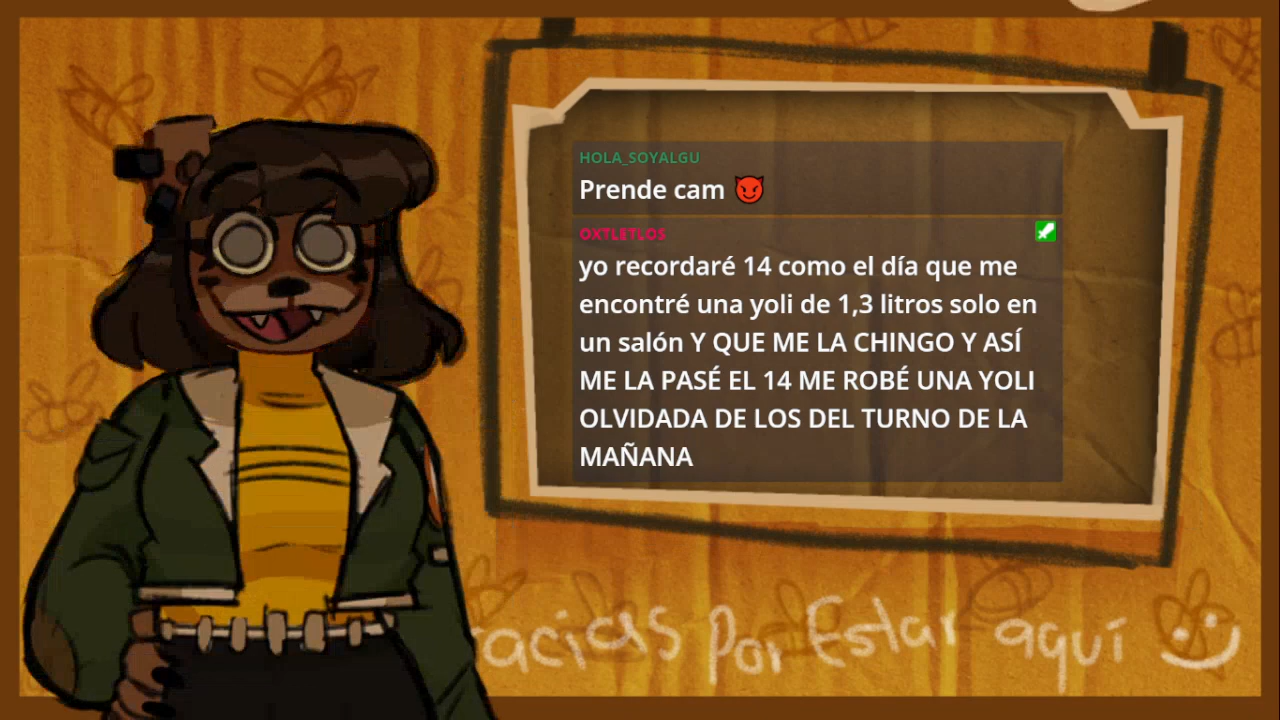 HOLA_SOYALGU
Prende cam 😈
OXTLETLOS
yo recordaré 14 como el día que me
encontré una yoli de 1,3 litros solo en
un salón Y QUE ME LA CHINGO Y ASÍ
ME LA PASÉ EL 14 ME ROBÉ UNA YOLI
OLVIDADA DE LOS DEL TURNO DE LA
MAÑANA
racias por Estar aquí